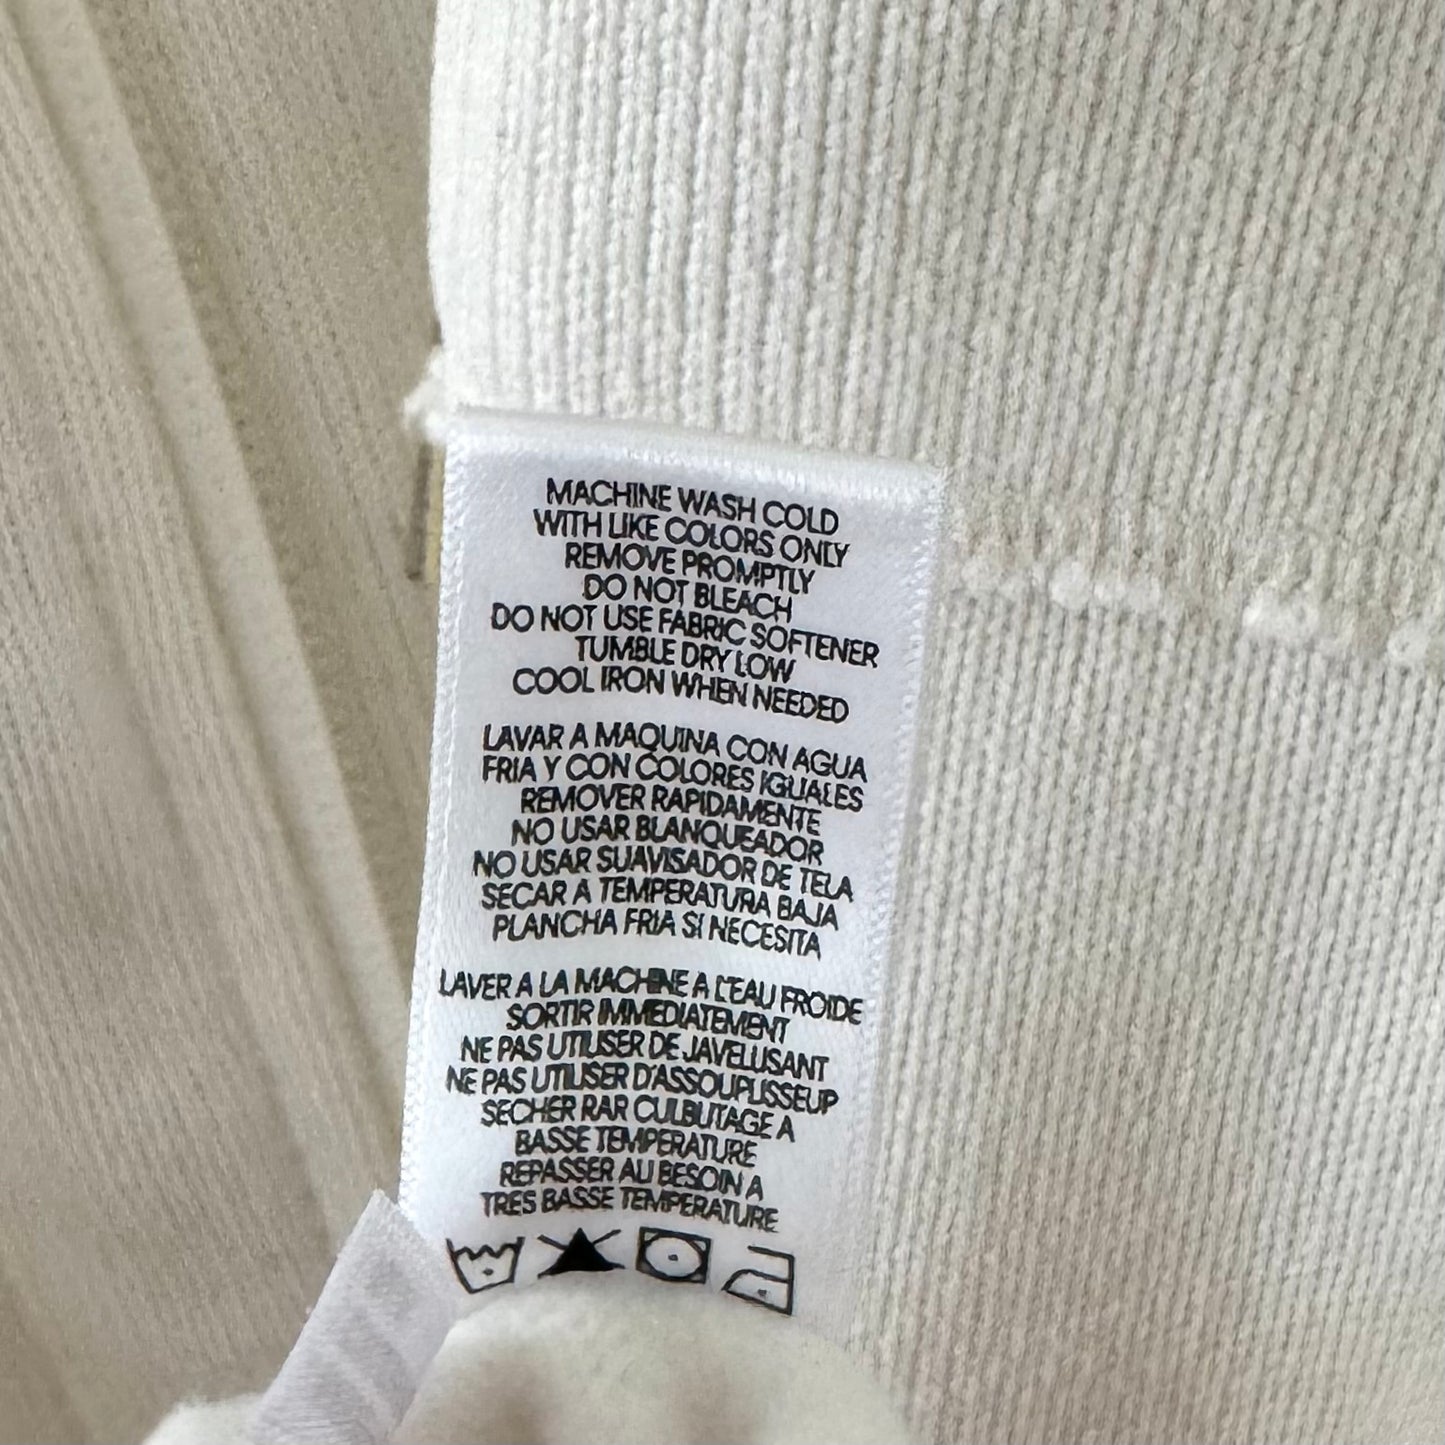 MACHINE WASH COLD
WITH LIKE COLORS ONLY
REMOVE PROMPTLY
DO NOT BLEACH
DO NOT USE FABRIC SOFTENER
TUMBLE DRY LOW
COOL IRON WHEN NEEDED
LAVAR A MAQUINA CON AGUA
FRIA Y CON COLORES IGUALES
REMOVER RAPIDAMENTE
NO USAR BLANQUEADOR
NO USAR SUAVISADOR DE TELA
SECAR A TEMPERATURA BAJA
PLANCHA FRIA SI NECESITA
LAVER A LA MACHINE A L'EAU FROIDE
SORTIR IMMEDIATEMENT
NE PAS UTILISER DE JAVELLISANT
NE PAS UTILISER D'ASSOUPLISSEUR
SECHER RAR CULBUTAGE A
BASSE TEMPERATURE
REPASSER AU BESOIN A
TRES BASSE TEMPERATURE